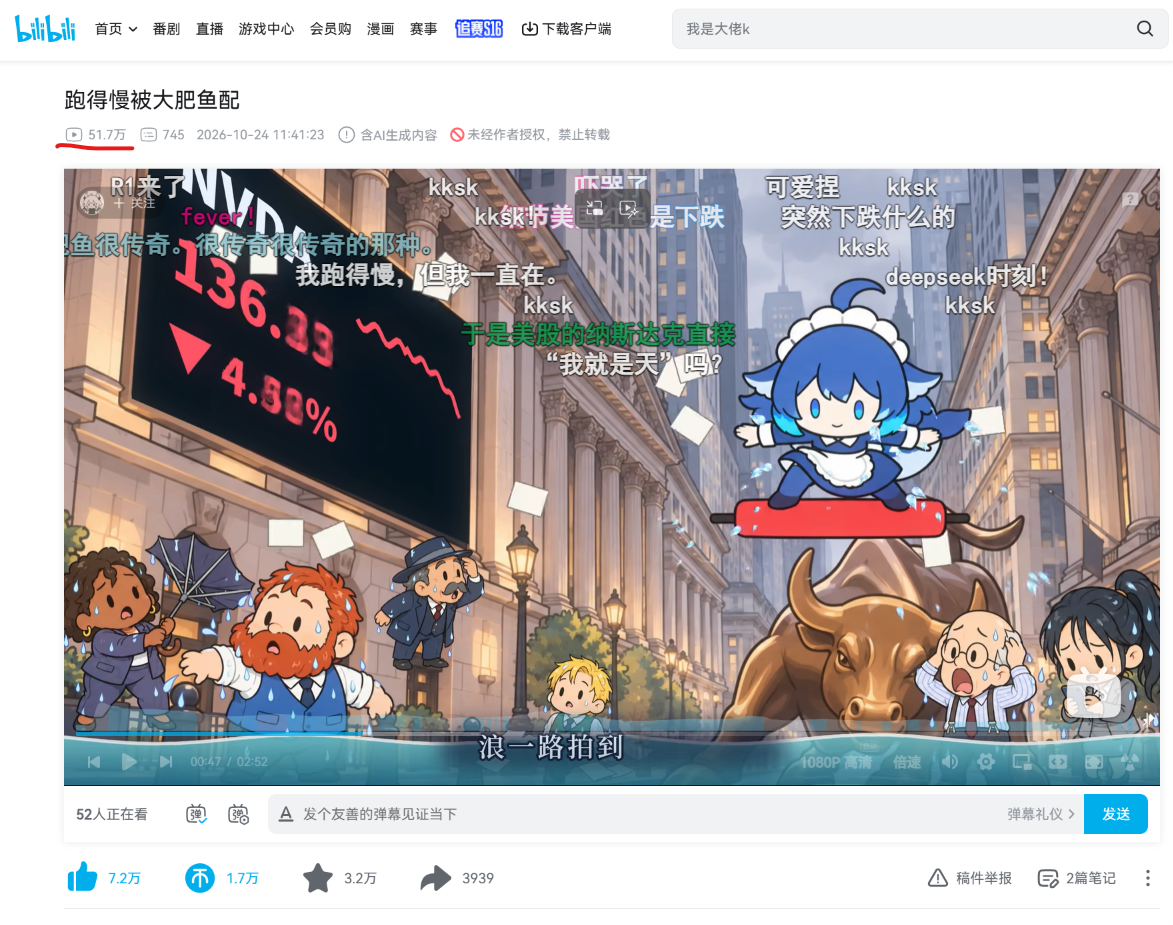 bilibili 首页 番剧 直播 游戏中心 会员购 漫画 赛事 追赛S16 下载客户端 我是大佬k
跑得慢被大肥鱼配
51.7万 745 2026-10-24 11:41:23 含AI生成内容 未经作者授权，禁止转载
R1来了 kksk 可爱捏 kksk
+ 关注
fever! kksk! 是下跌 突然下跌什么的
鱼很传奇。很传奇很传奇的那种。 kksk
我跑得慢，但我一直在。 deepseek时刻！
kksk kksk
于是美股的纳斯达克直接
“我就是天”吗？
NVDA
136.33
4.58%
浪一路拍到
00:47 / 02:52 1080P 高清 倍速
52人正在看 弹 弹 发个友善的弹幕见证当下 弹幕礼仪 发送
7.2万 1.7万 3.2万 3939 稿件举报 2篇笔记